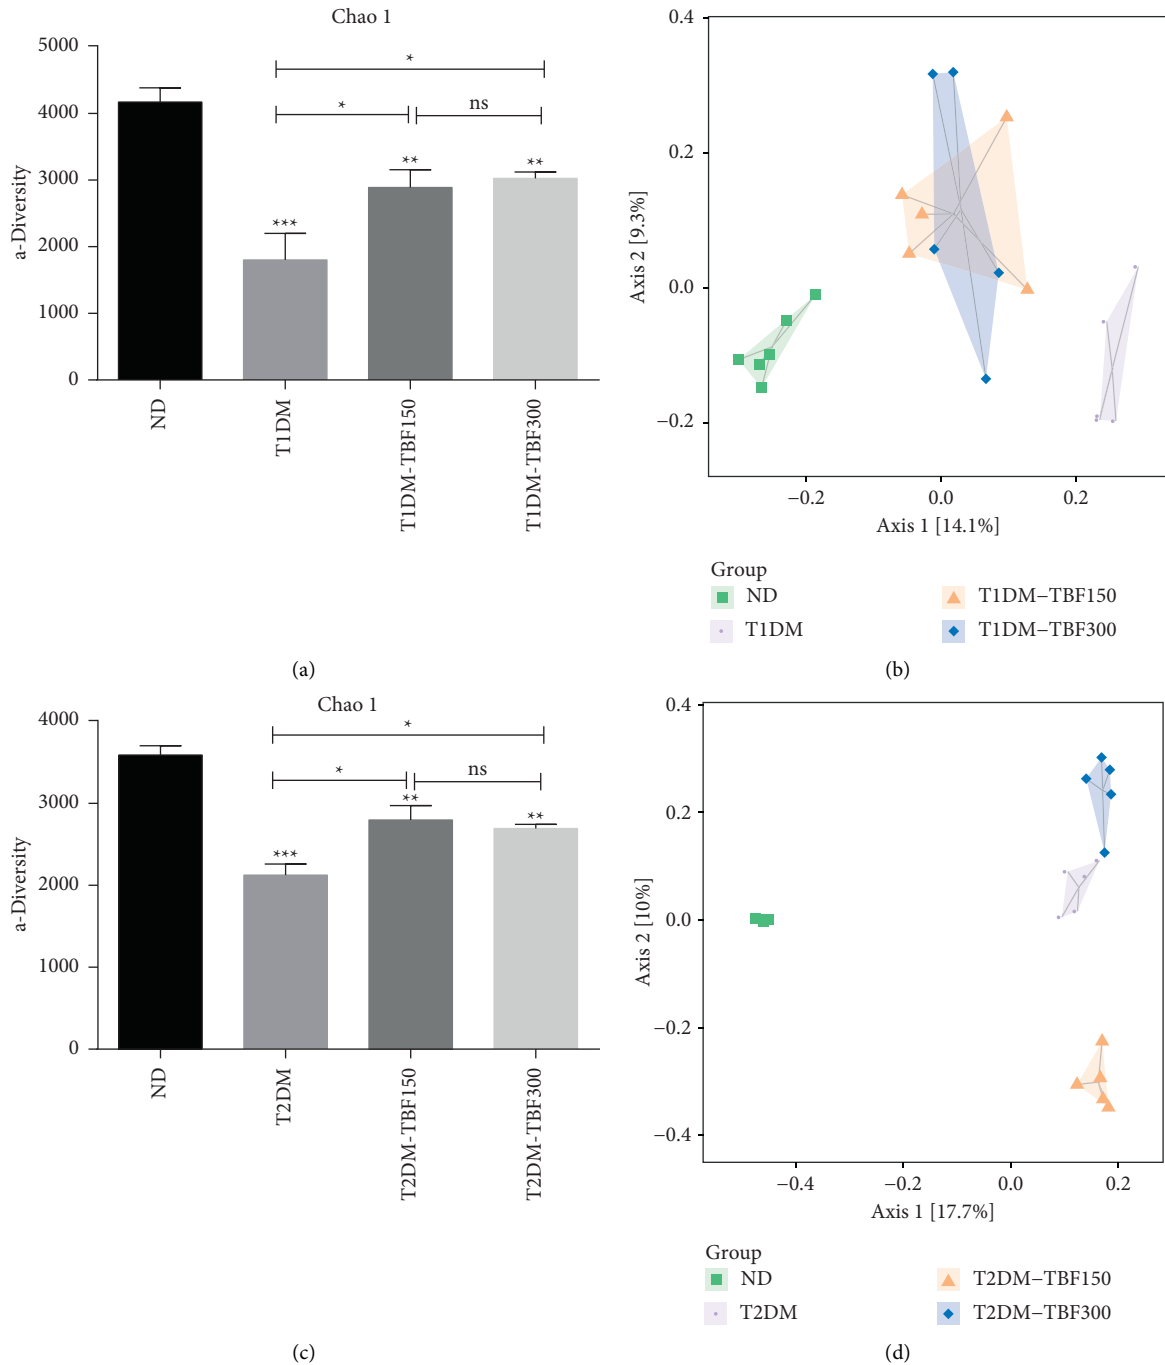 Chao 1
5000
4000
3000
2000
1000
0
a-Diversity
*
*
ns
***
**
**
ND
T1DM
T1DM-TBF150
T1DM-TBF300
(a)
0.4
0.2
0.0
−0.2
Axis 2 [9.3%]
−0.2 0.0 0.2
Axis 1 [14.1%]
Group
ND
T1DM−TBF150
T1DM
T1DM−TBF300
(b)
Chao 1
4000
3000
2000
1000
0
a-Diversity
*
*
ns
***
**
**
ND
T2DM
T2DM-TBF150
T2DM-TBF300
(c)
0.4
0.2
0.0
−0.2
−0.4
Axis 2 [10%]
−0.4 −0.2 0.0 0.2
Axis 1 [17.7%]
Group
ND
T2DM−TBF150
T2DM
T2DM−TBF300
(d)